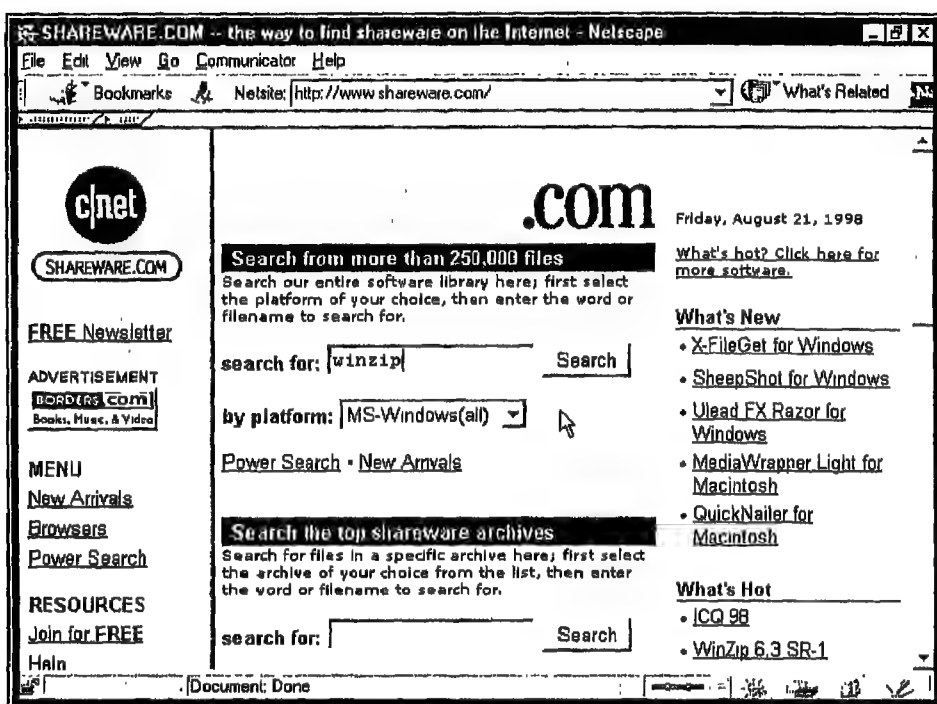 SHAREWARE.COM -- the way to find shareware on the Internet - Netscape
File Edit View Go Communicator Help
Bookmarks Netsite: http://www.shareware.com/ What's Related
c|net
SHAREWARE.COM
FREE Newsletter
ADVERTISEMENT
BORDERS.com
Books, Music, & Video
MENU
New Arrivals
Browsers
Power Search
RESOURCES
Join for FREE
Help
.com
Search from more than 250,000 files
Search our entire software library here; first select
the platform of your choice, then enter the word or
filename to search for.
search for: winzip Search
by platform: MS-Windows(all)
Power Search · New Arrivals
Search the top shareware archives
Search for files in a specific archive here; first select
the archive of your choice from the list, then enter
the word or filename to search for.
search for: Search
Friday, August 21, 1998
What's hot? Click here for
more software.
What's New
• X-FileGet for Windows
• SheepShot for Windows
• Ulead FX Razor for
Windows
• MediaWrapper Light for
Macintosh
• QuickNailer for
Macintosh
What's Hot
• ICQ 98
• WinZip 6.3 SR-1
Document: Done